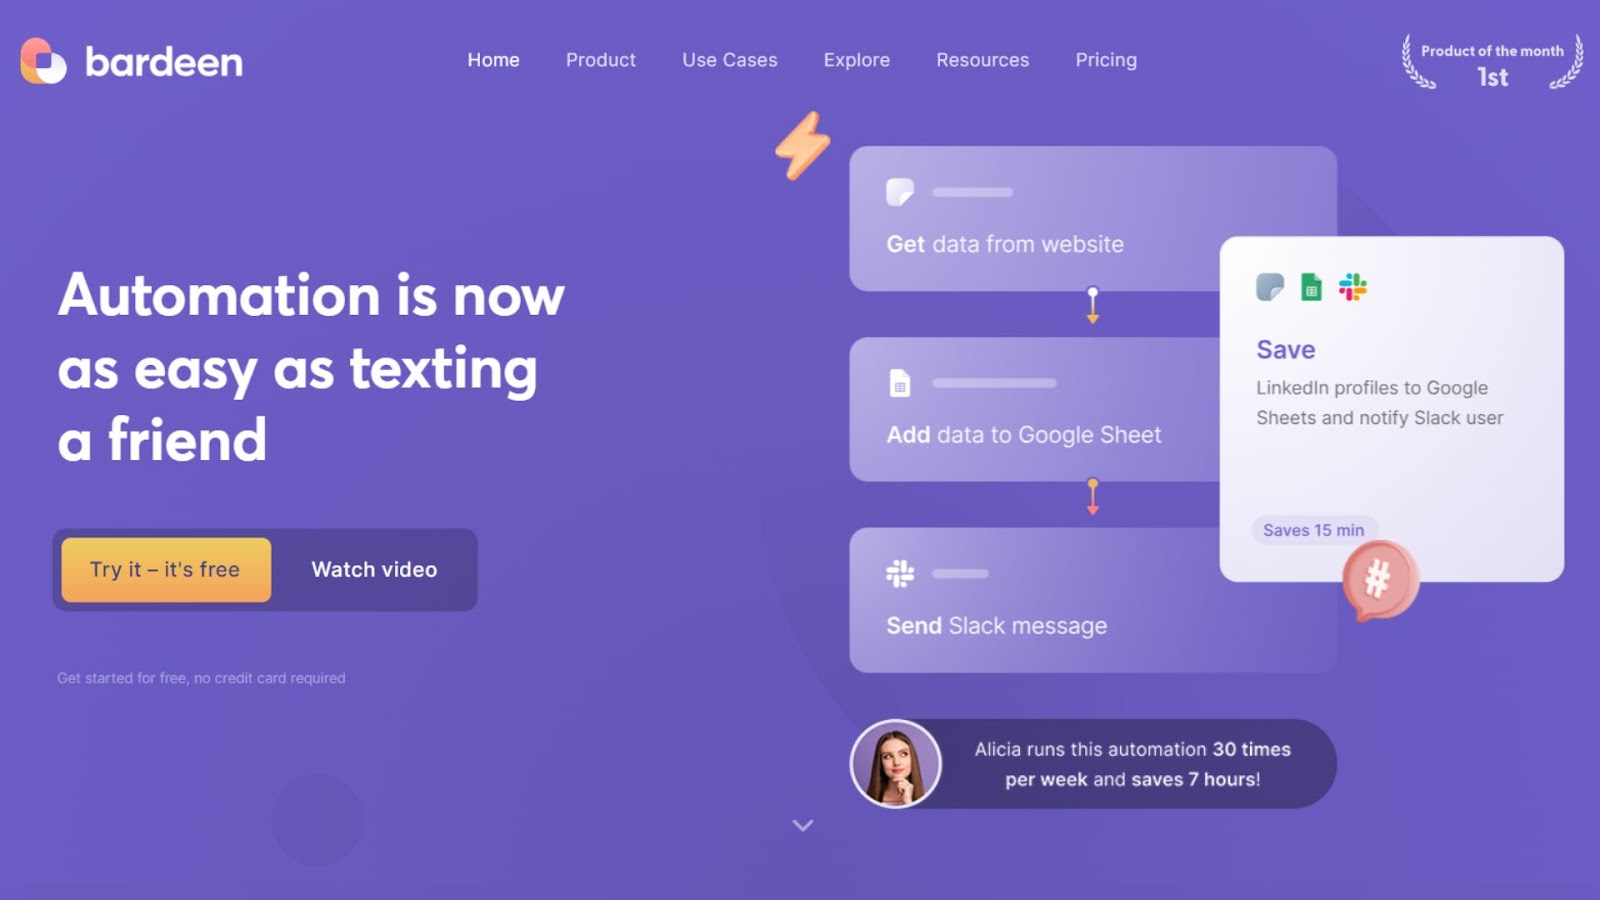 bardeen
Home
Product
Use Cases
Explore
Resources
Pricing
Product of the month
1st
Automation is now
as easy as texting
a friend
Try it – it's free
Watch video
Get started for free, no credit card required
Get data from website
Add data to Google Sheet
Send Slack message
Save
LinkedIn profiles to Google
Sheets and notify Slack user
Saves 15 min
#
Alicia runs this automation 30 times
per week and saves 7 hours!